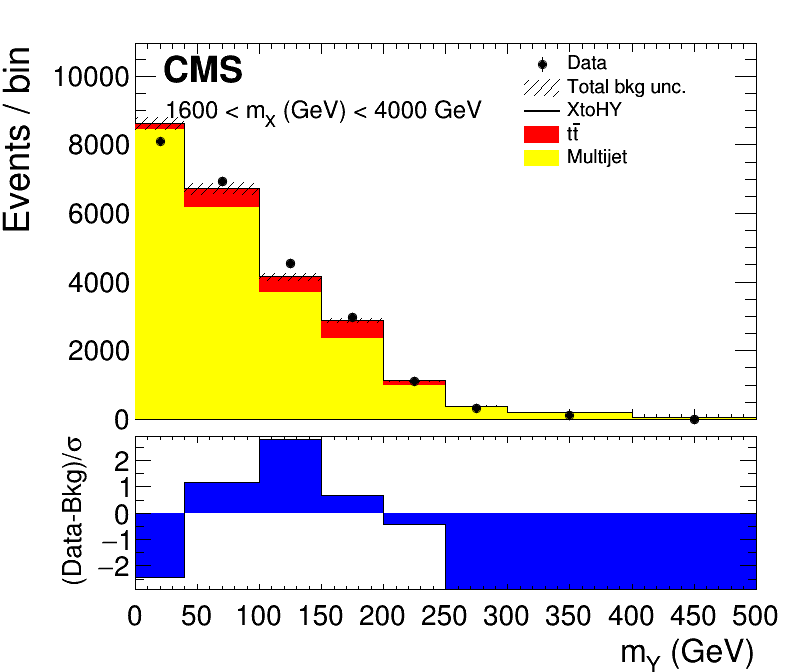 Events / bin
10000
8000
6000
4000
2000
0
CMS
1600 < m_X (GeV) < 4000 GeV
Data
Total bkg unc.
XtoHY
tt̄
Multijet
(Data-Bkg)/σ
2
1
0
−1
−2
0 50 100 150 200 250 300 350 400 450 500
m_Y (GeV)